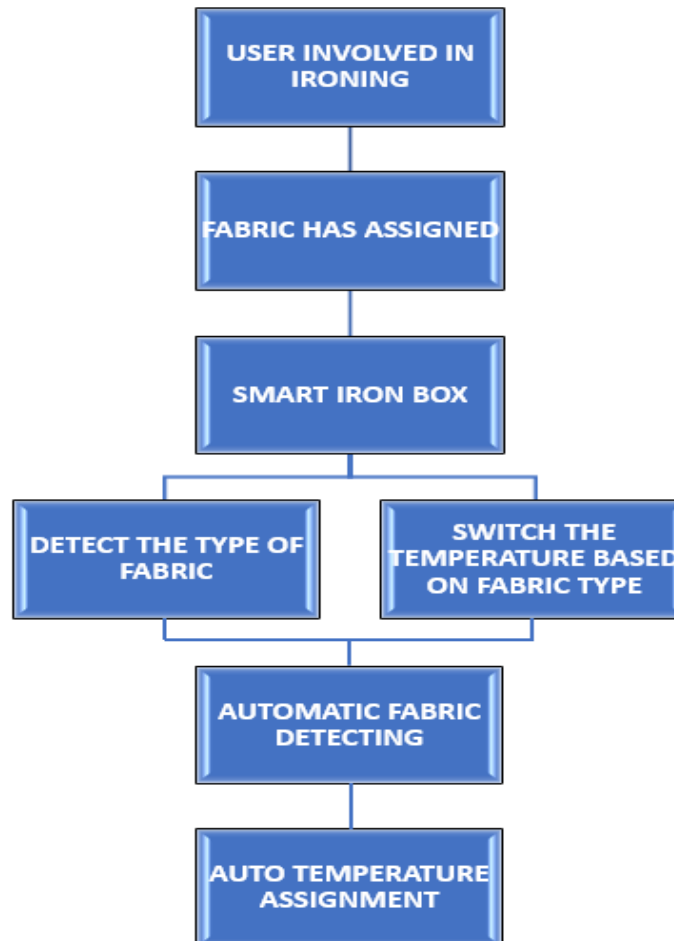 USER INVOLVED IN
IRONING
FABRIC HAS ASSIGNED
SMART IRON BOX
DETECT THE TYPE OF
FABRIC
SWITCH THE
TEMPERATURE BASED
ON FABRIC TYPE
AUTOMATIC FABRIC
DETECTING
AUTO TEMPERATURE
ASSIGNMENT